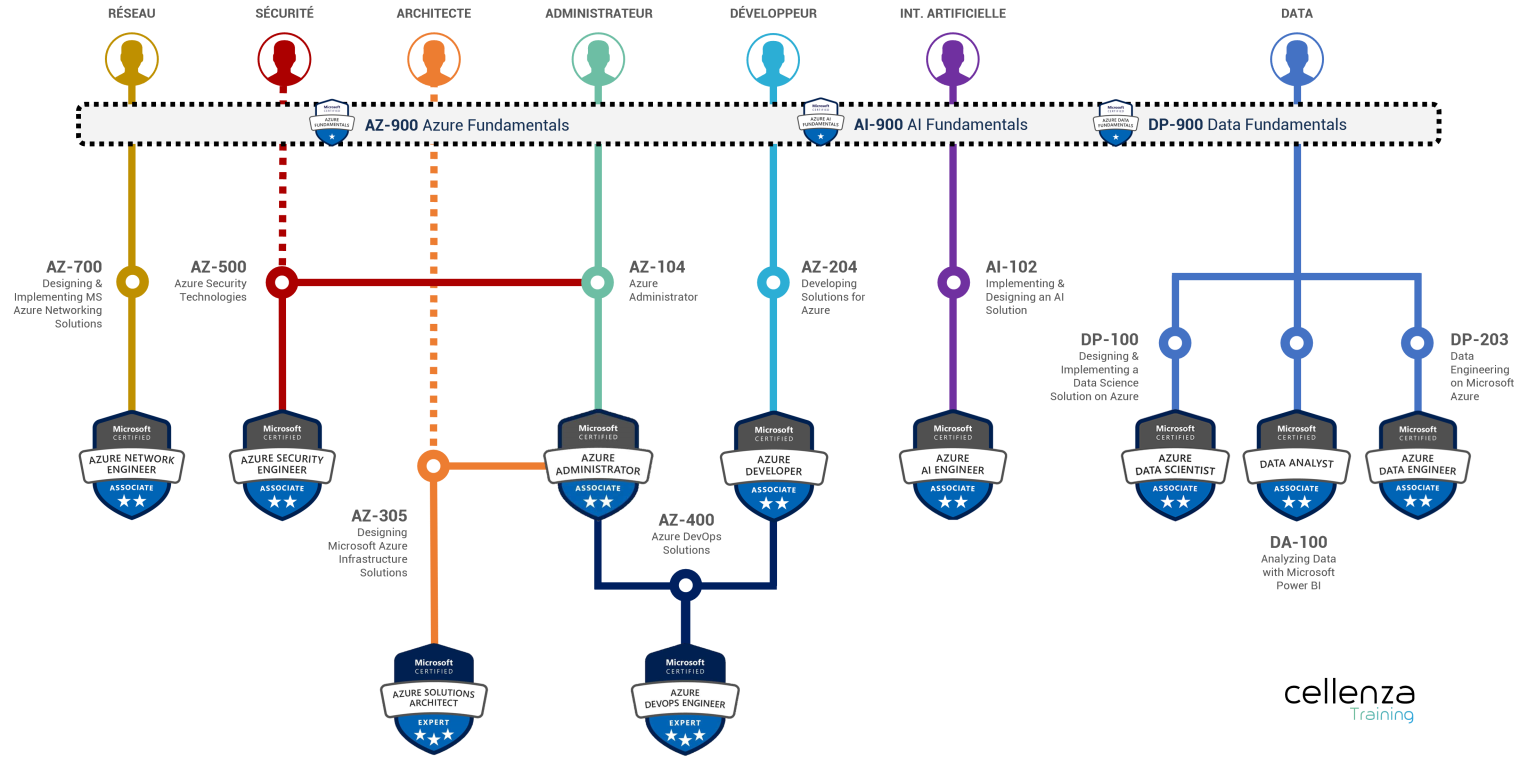 RÉSEAU
SÉCURITÉ
ARCHITECTE
ADMINISTRATEUR
DÉVELOPPEUR
INT. ARTIFICIELLE
DATA
Microsoft
CERTIFIED
AZURE
FUNDAMENTALS
AZ-900 Azure Fundamentals
Microsoft
CERTIFIED
AZURE AI
FUNDAMENTALS
AI-900 AI Fundamentals
Microsoft
CERTIFIED
AZURE DATA
FUNDAMENTALS
DP-900 Data Fundamentals
AZ-700
Designing &
Implementing MS
Azure Networking
Solutions
AZ-500
Azure Security
Technologies
AZ-104
Azure
Administrator
AZ-204
Developing
Solutions for
Azure
AI-102
Implementing &
Designing an AI
Solution
DP-100
Designing &
Implementing a
Data Science
Solution on Azure
DP-203
Data
Engineering
on Microsoft
Azure
Microsoft
CERTIFIED
AZURE NETWORK
ENGINEER
ASSOCIATE
Microsoft
CERTIFIED
AZURE SECURITY
ENGINEER
ASSOCIATE
Microsoft
CERTIFIED
AZURE
ADMINISTRATOR
ASSOCIATE
Microsoft
CERTIFIED
AZURE
DEVELOPER
ASSOCIATE
Microsoft
CERTIFIED
AZURE
AI ENGINEER
ASSOCIATE
Microsoft
CERTIFIED
AZURE
DATA SCIENTIST
ASSOCIATE
Microsoft
CERTIFIED
DATA ANALYST
ASSOCIATE
Microsoft
CERTIFIED
AZURE
DATA ENGINEER
ASSOCIATE
AZ-305
Designing
Microsoft Azure
Infrastructure
Solutions
AZ-400
Azure DevOps
Solutions
DA-100
Analyzing Data
with Microsoft
Power BI
Microsoft
CERTIFIED
AZURE SOLUTIONS
ARCHITECT
EXPERT
Microsoft
CERTIFIED
AZURE
DEVOPS ENGINEER
EXPERT
cellenza
Training